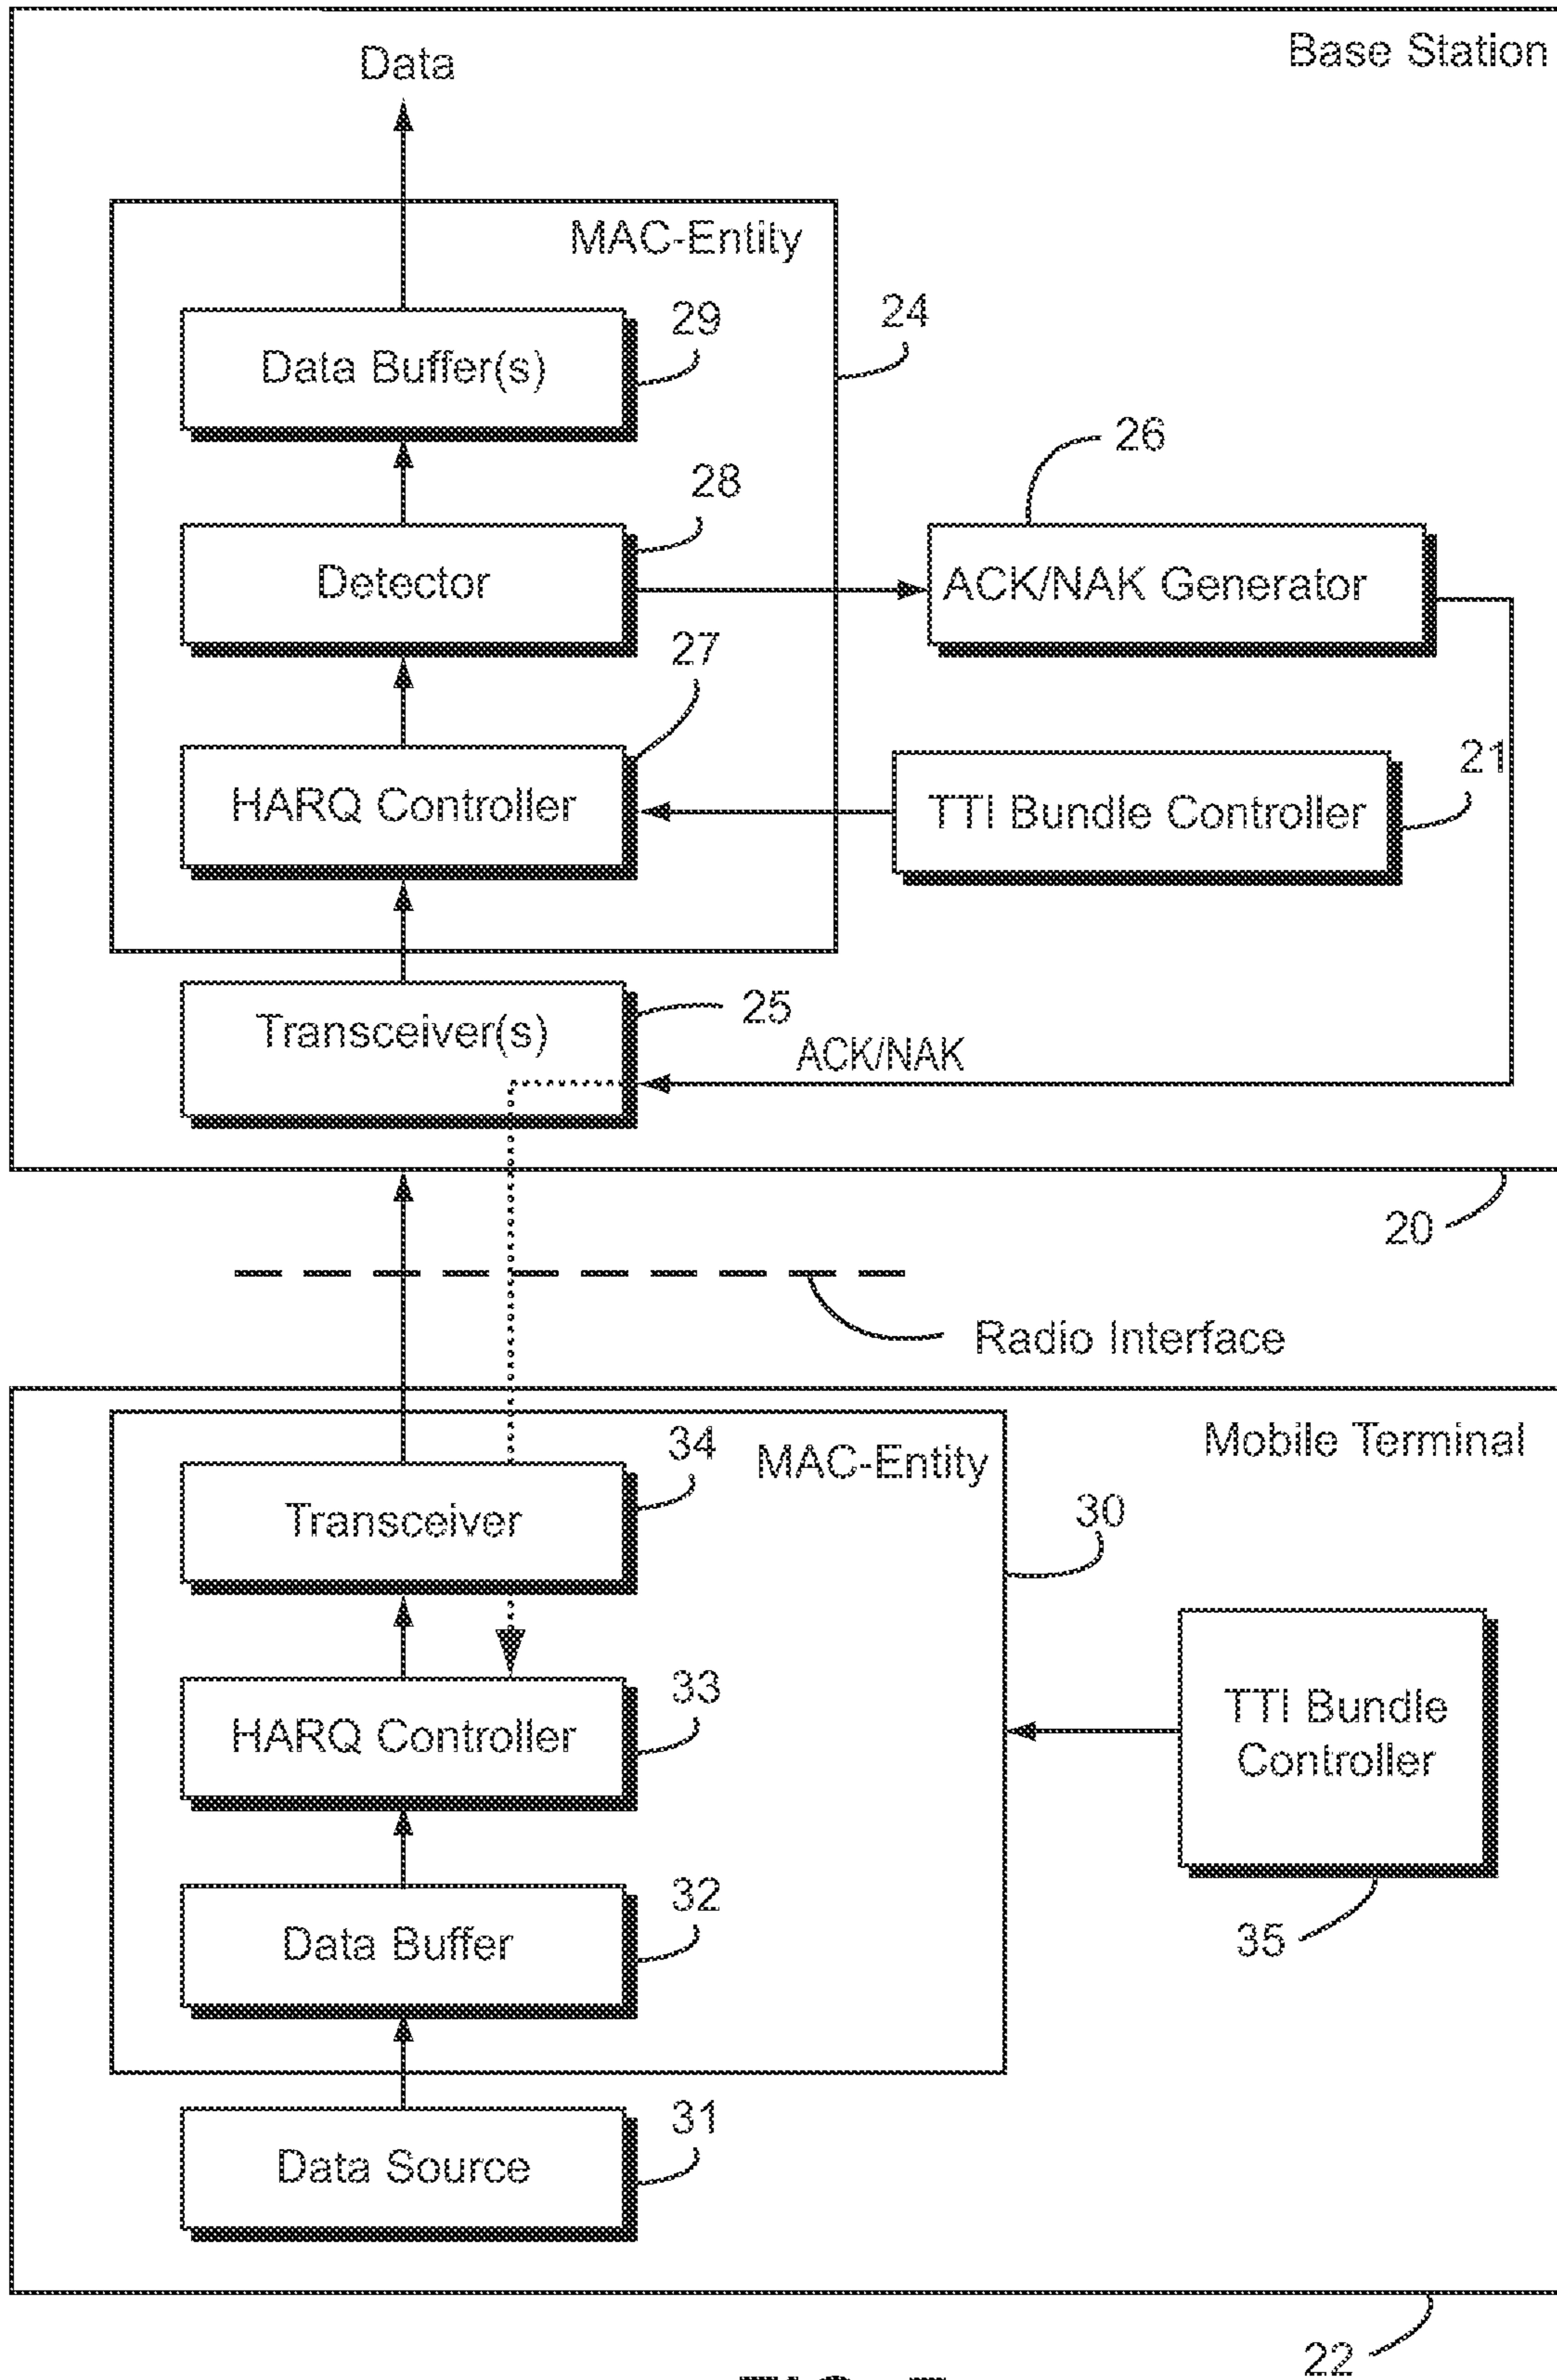 Base Station
Data
MAC-Entity
29
24
Data Buffer(s)
26
28
Detector
ACK/NAK Generator
27
21
HARQ Controller
TTI Bundle Controller
25
Transceiver(s)
ACK/NAK
20
Radio Interface
Mobile Terminal
34
MAC-Entity
30
Transceiver
33
HARQ Controller
TTI Bundle
Controller
32
35
Data Buffer
31
Data Source
22